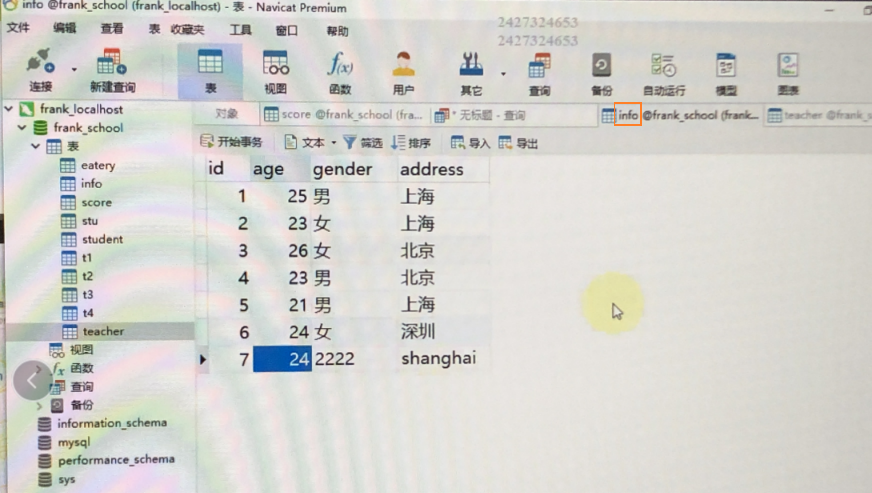 info @frank_school (frank_localhost) - 表 - Navicat Premium
2427324653
2427324653
文件 编辑 查看 表 收藏夹 工具 窗口 帮助
连接 新建查询 表 视图 函数 用户 其它 查询 备份 自动运行 模型 图表
对象 score @frank_school (fra... * 无标题 - 查询 info @frank_school (frank... teacher @frank_s
开始事务 文本 筛选 排序 导入 导出
frank_localhost
frank_school
表
eatery
info
score
stu
student
t1
t2
t3
t4
teacher
视图
函数
查询
备份
information_schema
mysql
performance_schema
sys
id age gender address
1 25 男 上海
2 23 女 上海
3 26 女 北京
4 23 男 北京
5 21 男 上海
6 24 女 深圳
7 24 2222 shanghai